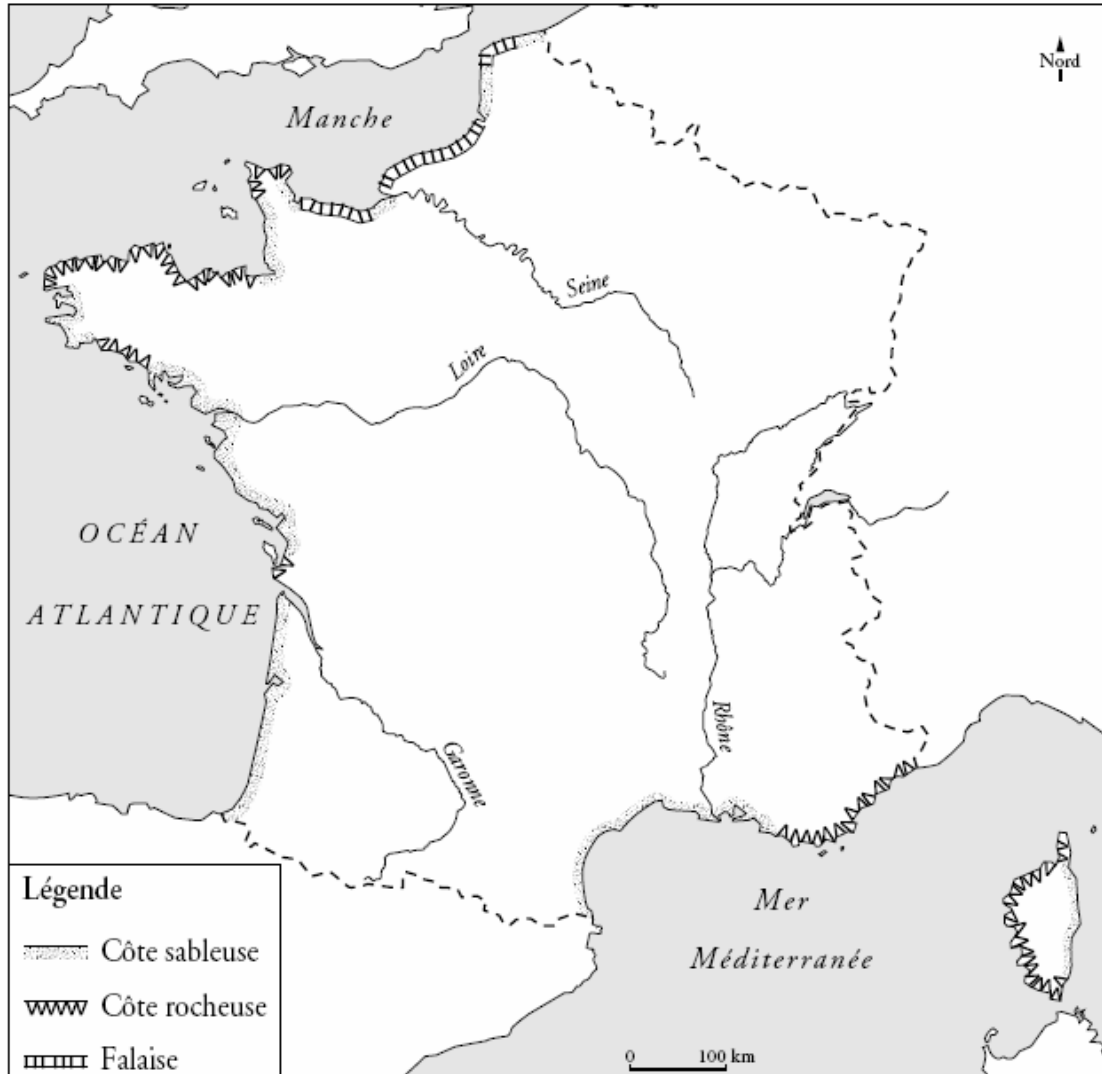 Nord
Manche
Seine
Loire
OCÉAN
ATLANTIQUE
Rhône
Garonne
Mer
Méditerranée
Légende
Côte sableuse
Côte rocheuse
Falaise
0 100 km